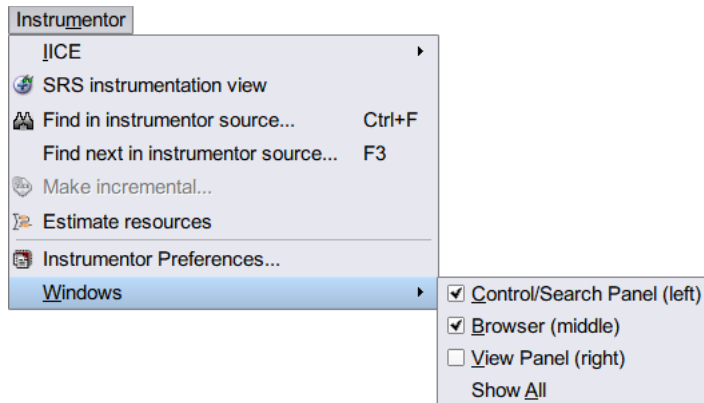 Instrumentor
IICE
SRS instrumentation view
Find in instrumentor source... Ctrl+F
Find next in instrumentor source... F3
Make incremental...
Estimate resources
Instrumentor Preferences...
Windows
Control/Search Panel (left)
Browser (middle)
View Panel (right)
Show All